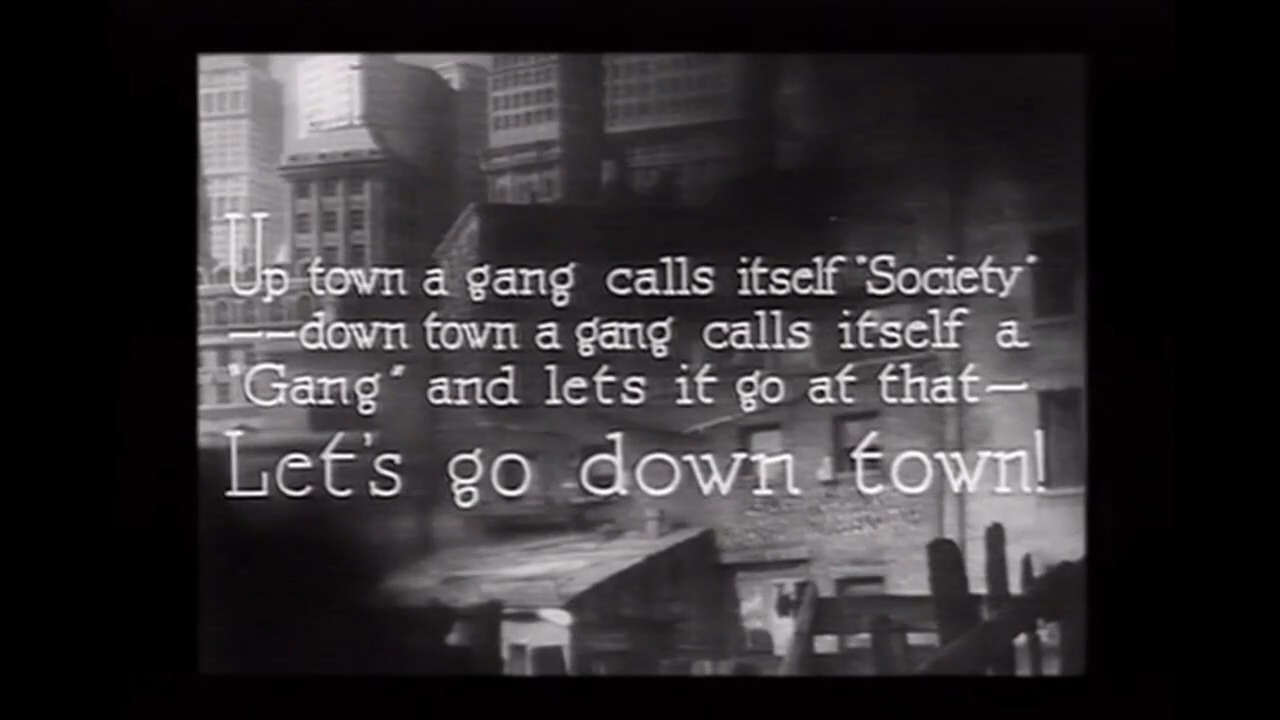 Up town a gang calls itself "Society"
——down town a gang calls itself a
"Gang" and lets it go at that—
Let's go down town!